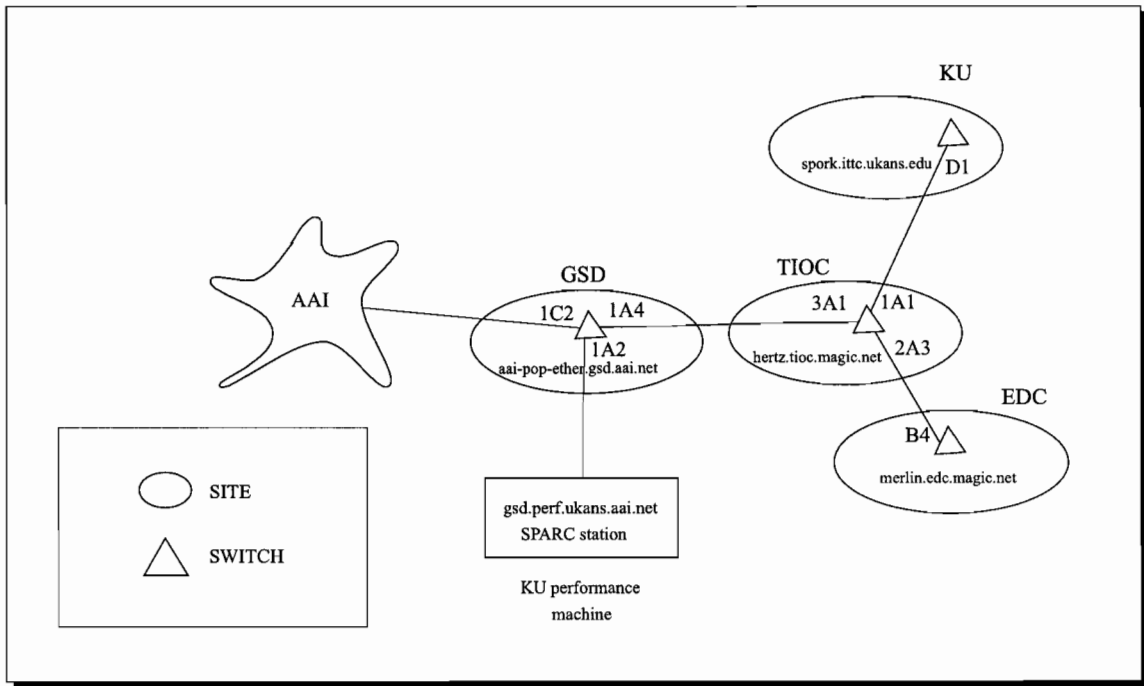 KU
spork.ittc.ukans.edu
D1
AAI
GSD
1C2
1A4
1A2
aai-pop-ether.gsd.aai.net
TIOC
3A1
1A1
2A3
hertz.tioc.magic.net
EDC
B4
merlin.edc.magic.net
gsd.perf.ukans.aai.net
SPARC station
KU performance
machine
SITE
SWITCH